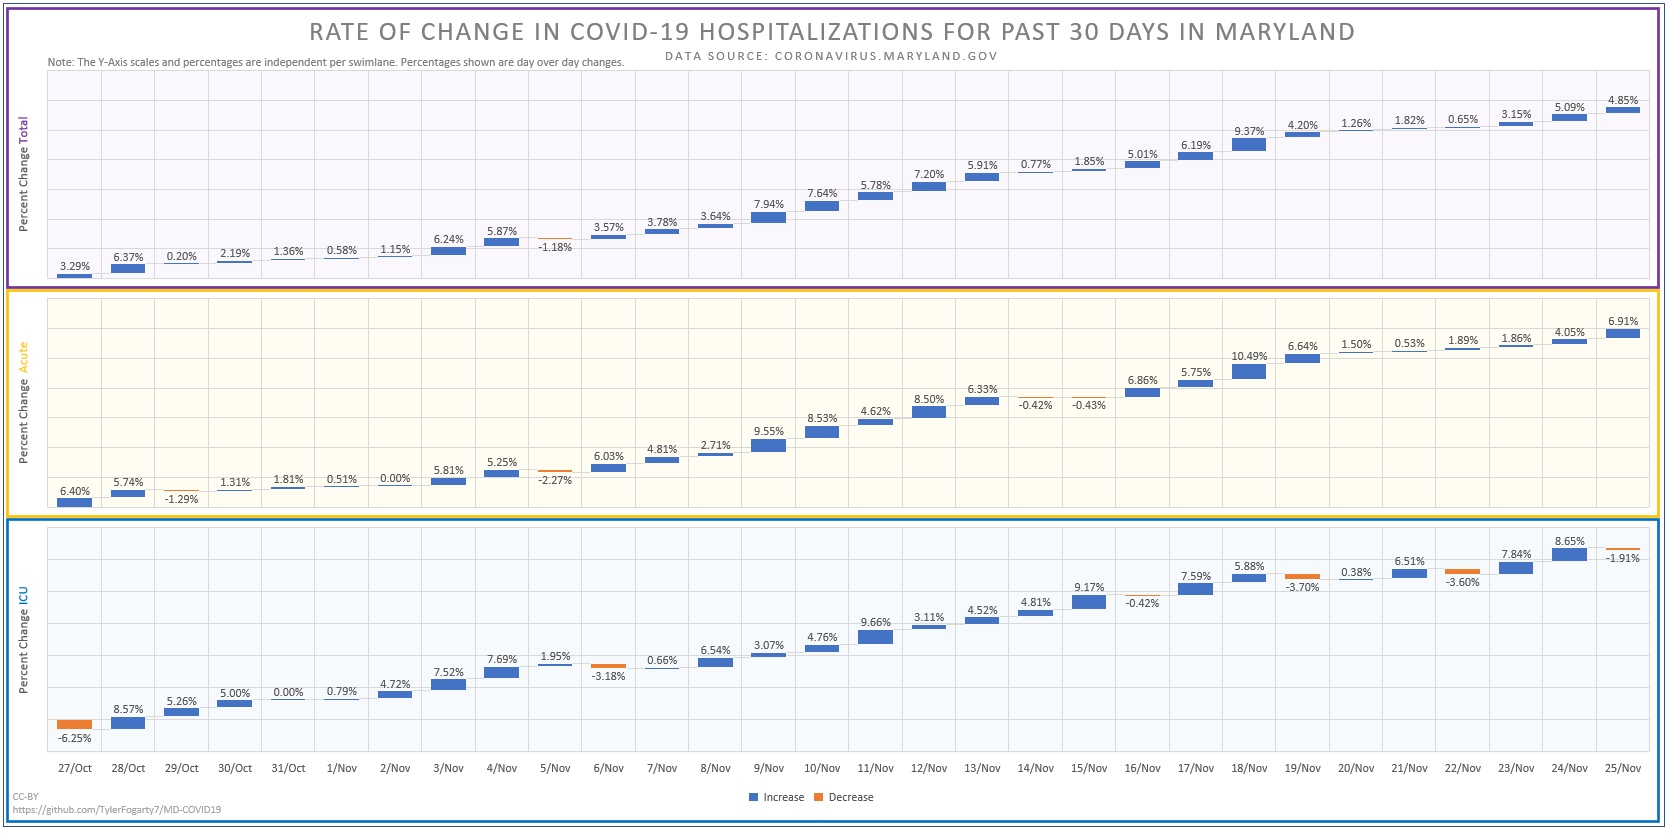 RATE OF CHANGE IN COVID-19 HOSPITALIZATIONS FOR PAST 30 DAYS IN MARYLAND
DATA SOURCE: CORONAVIRUS.MARYLAND.GOV
Note: The Y-Axis scales and percentages are independent per swimlane. Percentages shown are day over day changes.
Percent Change Total
3.29% 6.37% 0.20% 2.19% 1.36% 0.58% 1.15% 6.24% 5.87% -1.18% 3.57% 3.78% 3.64% 7.94% 7.64% 5.78% 7.20% 5.91% 0.77% 1.85% 5.01% 6.19% 9.37% 4.20% 1.26% 1.82% 0.65% 3.15% 5.09% 4.85%
Percent Change Acute
6.40% 5.74% -1.29% 1.31% 1.81% 0.51% 0.00% 5.81% 5.25% -2.27% 6.03% 4.81% 2.71% 9.55% 8.53% 4.62% 8.50% 6.33% -0.42% -0.43% 6.86% 5.75% 10.49% 6.64% 1.50% 0.53% 1.89% 1.86% 4.05% 6.91%
Percent Change ICU
-6.25% 8.57% 5.26% 5.00% 0.00% 0.79% 4.72% 7.52% 7.69% 1.95% -3.18% 0.66% 6.54% 3.07% 4.76% 9.66% 3.11% 4.52% 4.81% 9.17% -0.42% 7.59% 5.88% -3.70% 0.38% 6.51% -3.60% 7.84% 8.65% -1.91%
27/Oct 28/Oct 29/Oct 30/Oct 31/Oct 1/Nov 2/Nov 3/Nov 4/Nov 5/Nov 6/Nov 7/Nov 8/Nov 9/Nov 10/Nov 11/Nov 12/Nov 13/Nov 14/Nov 15/Nov 16/Nov 17/Nov 18/Nov 19/Nov 20/Nov 21/Nov 22/Nov 23/Nov 24/Nov 25/Nov
Increase Decrease
CC-BY
https://github.com/TylerFogarty7/MD-COVID19